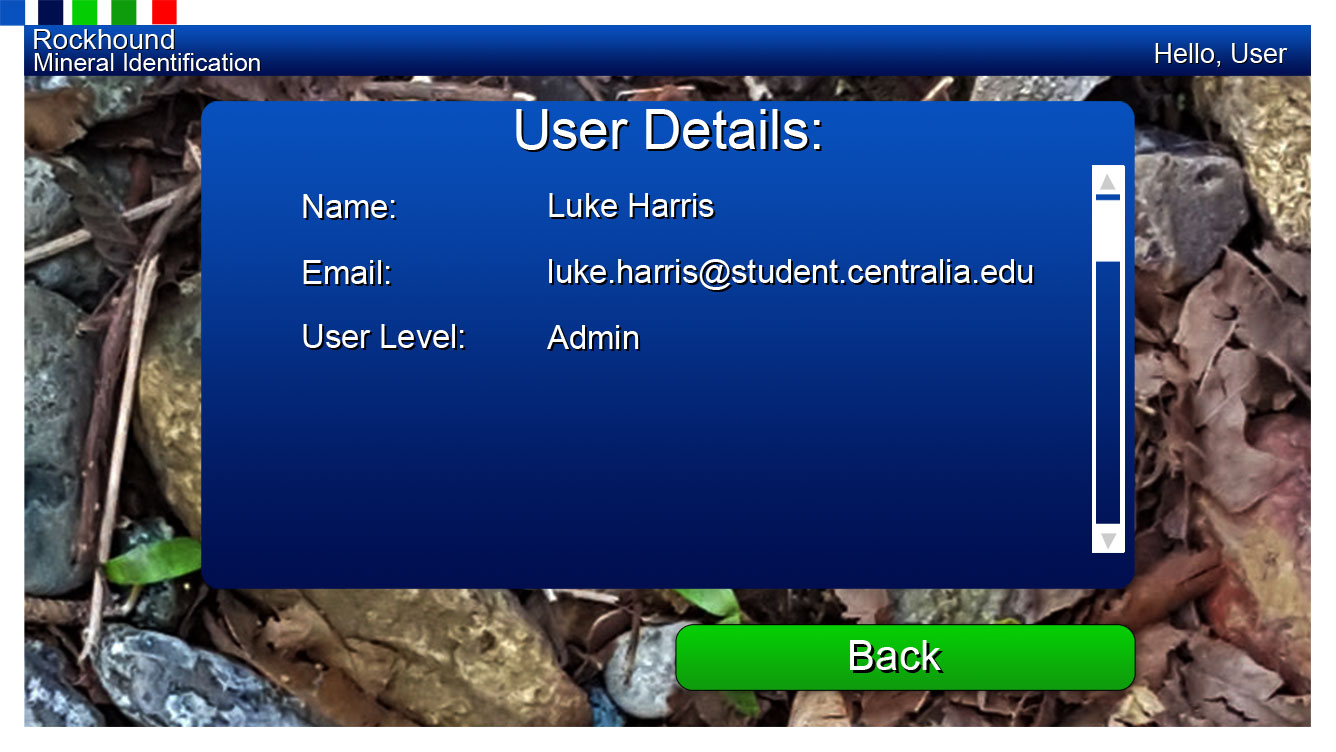 Rockhound
Mineral Identification
Hello, User
User Details:
Name: Luke Harris
Email: luke.harris@student.centralia.edu
User Level: Admin
Back